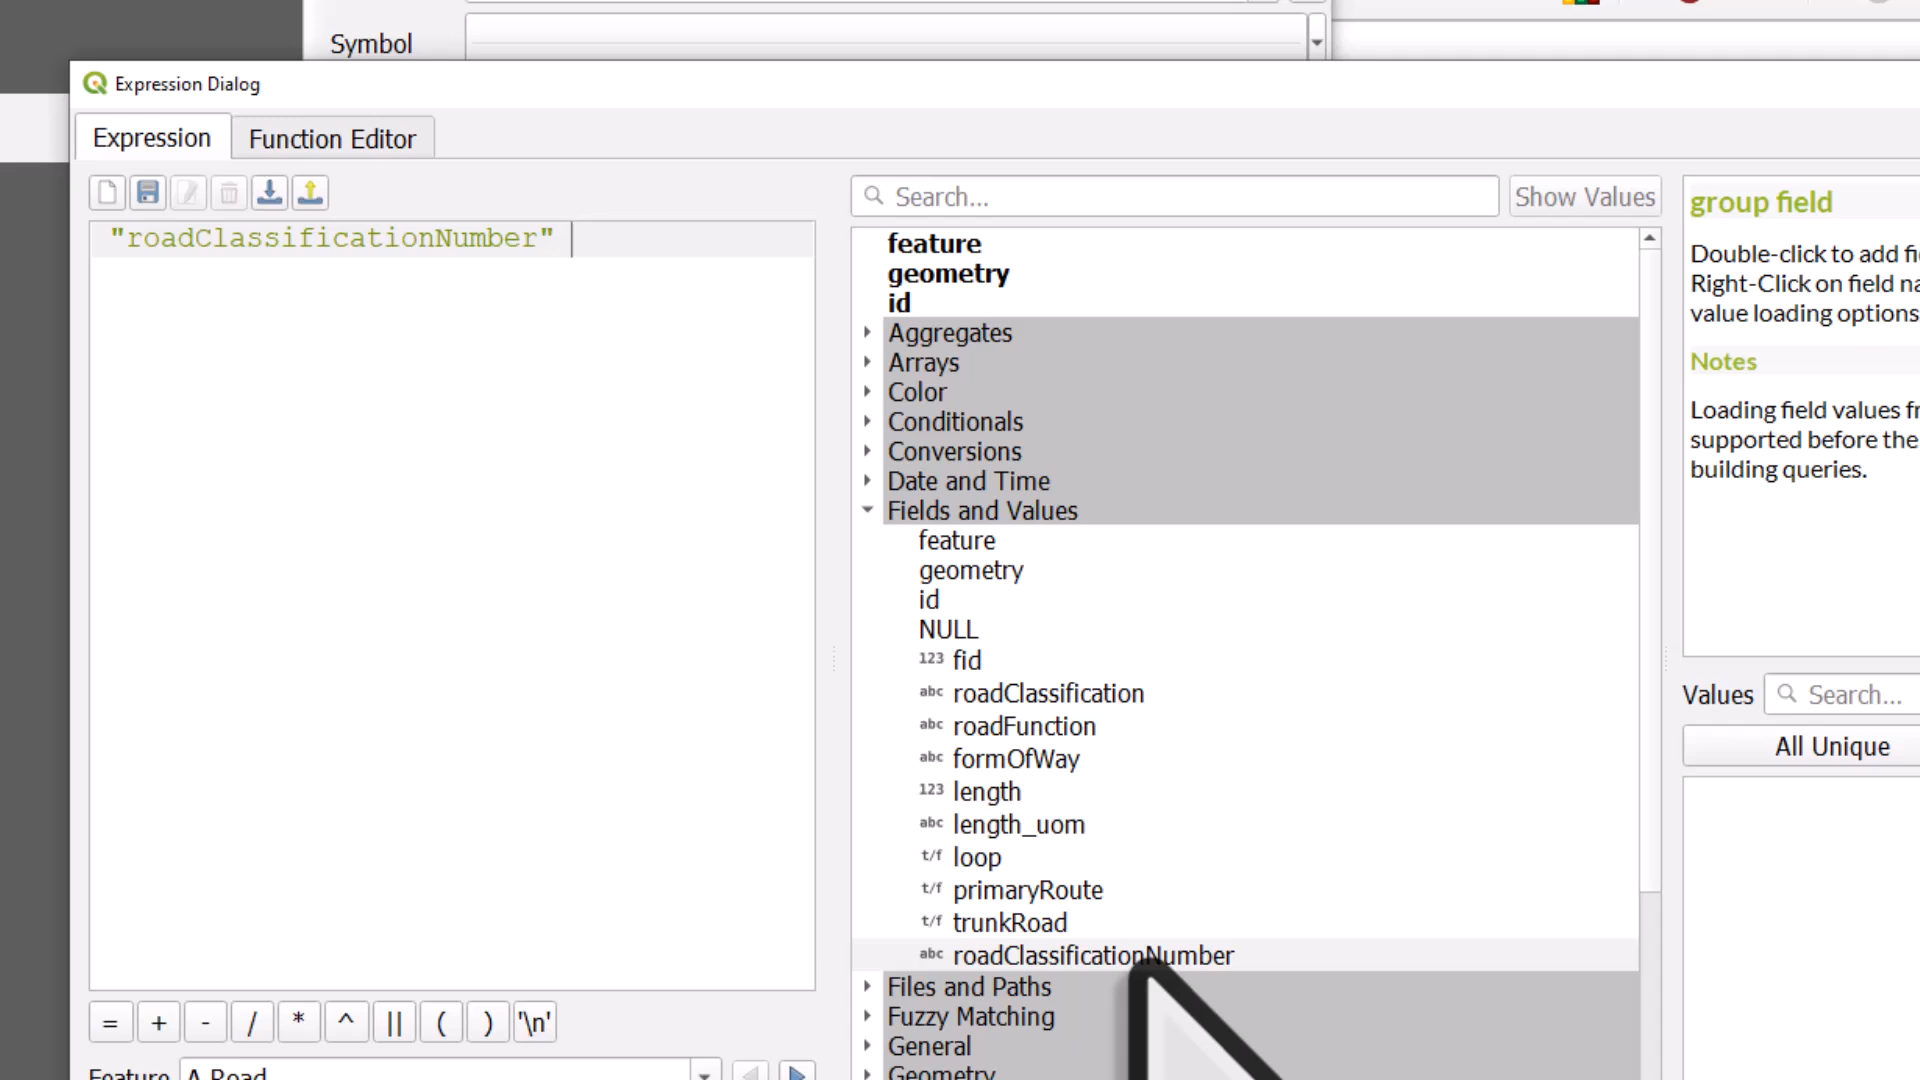 Symbol
Expression Dialog
Expression
Function Editor
Search...
Show Values
"roadClassificationNumber"
feature
geometry
id
Aggregates
Arrays
Color
Conditionals
Conversions
Date and Time
Fields and Values
feature
geometry
id
NULL
123 fid
abc roadClassification
abc roadFunction
abc formOfWay
123 length
abc length_uom
t/f loop
t/f primaryRoute
t/f trunkRoad
abc roadClassificationNumber
Files and Paths
Fuzzy Matching
General
Geometry
group field
Double-click to add
Right-Click on field
value loading options
Notes
Loading field values
supported before the
building queries.
Values
Search...
All Unique
= + - / * ^ || ( ) '\n'
Feature A Road